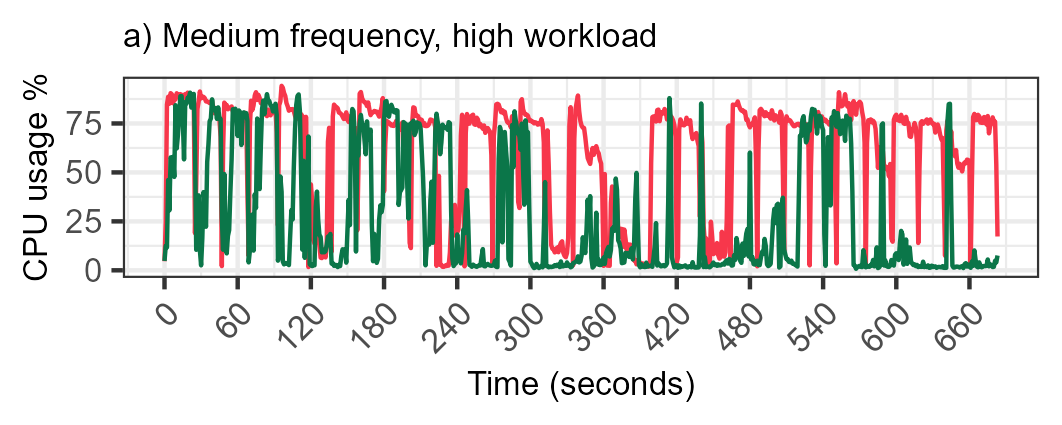 a) Medium frequency, high workload
CPU usage %
75
50
25
0
0 60 120 180 240 300 360 420 480 540 600 660
Time (seconds)